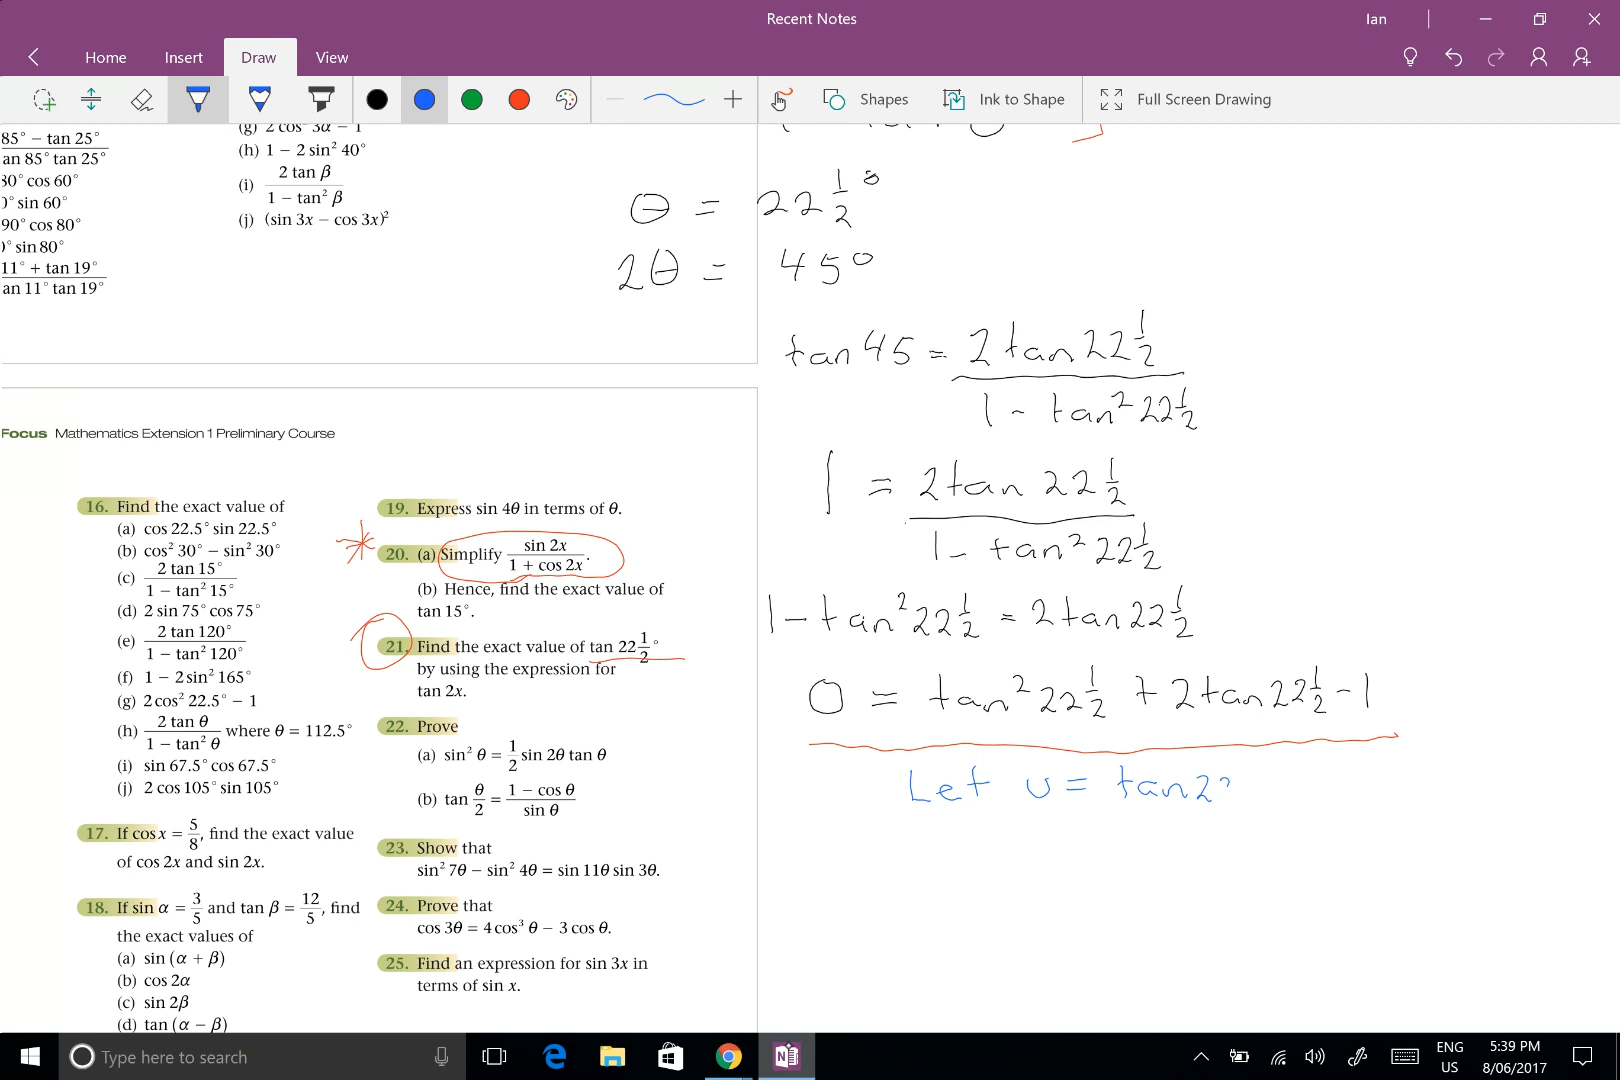 Recent Notes
Ian
Home Insert Draw View
Shapes Ink to Shape Full Screen Drawing
85° − tan 25°
an 85° tan 25°
30° cos 60°
)° sin 60°
90° cos 80°
)° sin 80°
11° + tan 19°
an 11° tan 19°
(g) 2 cos² 3α − 1
(h) 1 − 2 sin² 40°
(i) 2 tan β
1 − tan² β
(j) (sin 3x − cos 3x)²
Focus Mathematics Extension 1 Preliminary Course
16. Find the exact value of
(a) cos 22.5° sin 22.5°
(b) cos² 30° − sin² 30°
(c) 2 tan 15°
1 − tan² 15°
(d) 2 sin 75° cos 75°
(e) 2 tan 120°
1 − tan² 120°
(f) 1 − 2 sin² 165°
(g) 2 cos² 22.5° − 1
(h) 2 tan θ
1 − tan² θ where θ = 112.5°
(i) sin 67.5° cos 67.5°
(j) 2 cos 105° sin 105°
17. If cos x = 5/8, find the exact value
of cos 2x and sin 2x.
18. If sin α = 3/5 and tan β = 12/5, find
the exact values of
(a) sin (α + β)
(b) cos 2α
(c) sin 2β
(d) tan (α − β)
19. Express sin 4θ in terms of θ.
20. (a) Simplify sin 2x
1 + cos 2x.
(b) Hence, find the exact value of
tan 15°.
21. Find the exact value of tan 22 1/2°
by using the expression for
tan 2x.
22. Prove
(a) sin² θ = 1/2 sin 2θ tan θ
(b) tan θ/2 = 1 − cos θ
sin θ
23. Show that
sin² 7θ − sin² 4θ = sin 11θ sin 3θ.
24. Prove that
cos 3θ = 4 cos³ θ − 3 cos θ.
25. Find an expression for sin 3x in
terms of sin x.
θ = 22 1/2°
2θ = 45°
tan 45 = 2 tan 22 1/2
1 - tan² 22 1/2
1 = 2 tan 22 1/2
1 - tan² 22 1/2
1 - tan² 22 1/2 = 2 tan 22 1/2
0 = tan² 22 1/2 + 2 tan 22 1/2 - 1
Let u = tan 2
Type here to search
ENG
US
5:39 PM
8/06/2017